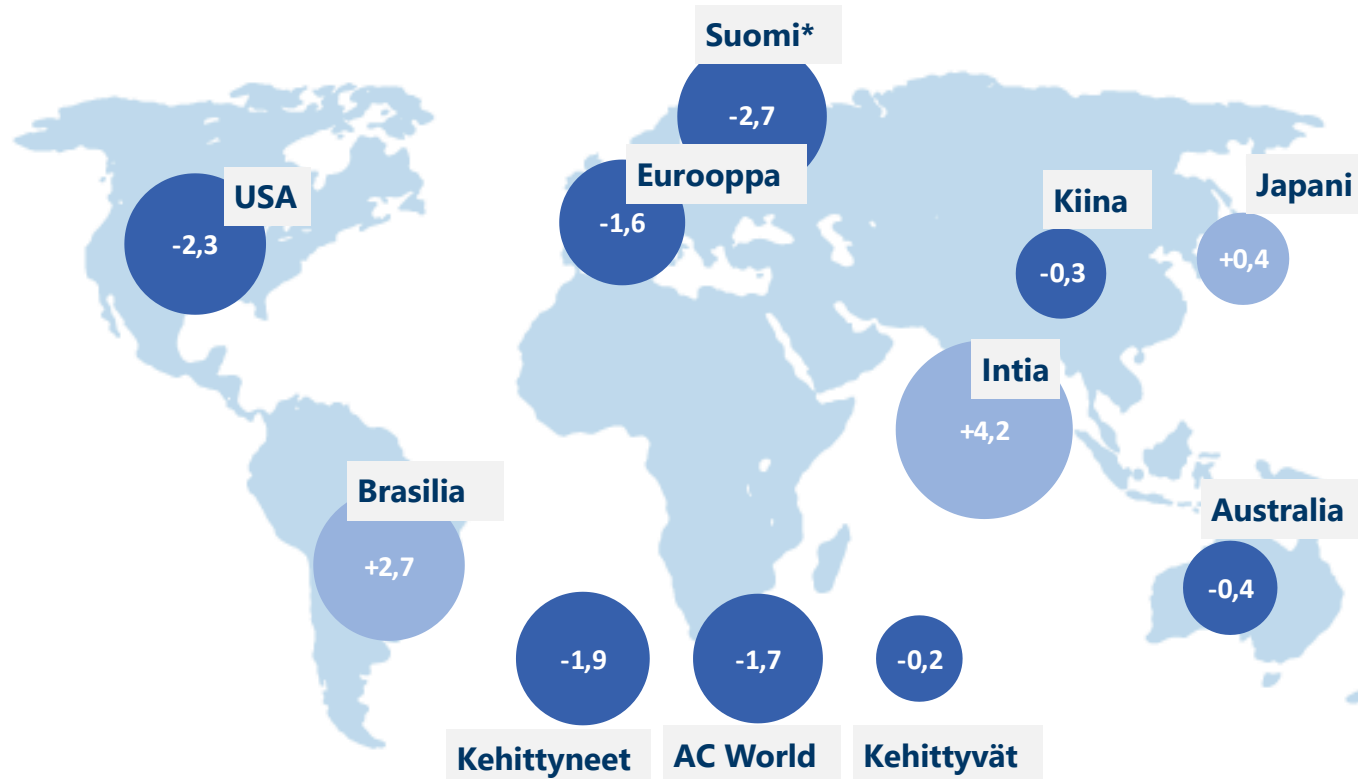 Suomi*
-2,7
Eurooppa
-1,6
USA
-2,3
Kiina
-0,3
Japani
+0,4
Intia
+4,2
Brasilia
+2,7
Australia
-0,4
-1,9
Kehittyneet
-1,7
AC World
-0,2
Kehittyvät